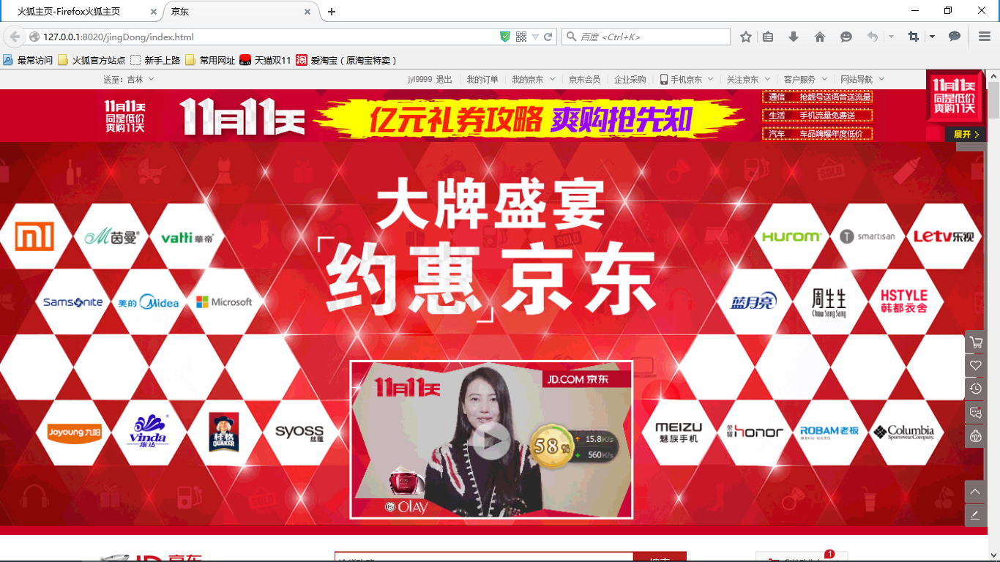 火狐主页-Firefox火狐主页
京东
127.0.0.1:8020/jingDong/index.html
百度 <Ctrl+K>
最常访问 火狐官方站点 新手上路 常用网址 天猫双11 爱淘宝（原淘宝特卖）
送至：吉林
jyl9999 退出 我的订单 我的京东 京东会员 企业采购 手机京东 关注京东 客户服务 网站导航
11月11天
同是低价
爽购11天
11月11天
亿元礼券攻略 爽购抢先知
通信 抢靓号送语音送流量
生活 手机流量免费送
汽车 车品嗨爆年度低价
11月11天
同是低价
爽购11天
展开 >
SOLD
大牌盛宴
「约惠」京东
SOLD
mi
茵曼
vatti 華帝
HUROM
smartisan
Letv乐视
Samsonite
美的 Midea
Microsoft
蓝月亮
周生生
Chow Sang Sang
HSTYLE
韩都衣舍
11月11天
JD.COM 京东
58%
15.8K/s
560K/s
OLAY
Joyoung 九阳
Vinda
维达
桂格
QUAKER
syoss
丝蕴
MEIZU
魅族手机
荣耀 honor
ROBAM 老板
Columbia
Sportswear Company
SOLD
JD 京东
搜索
1